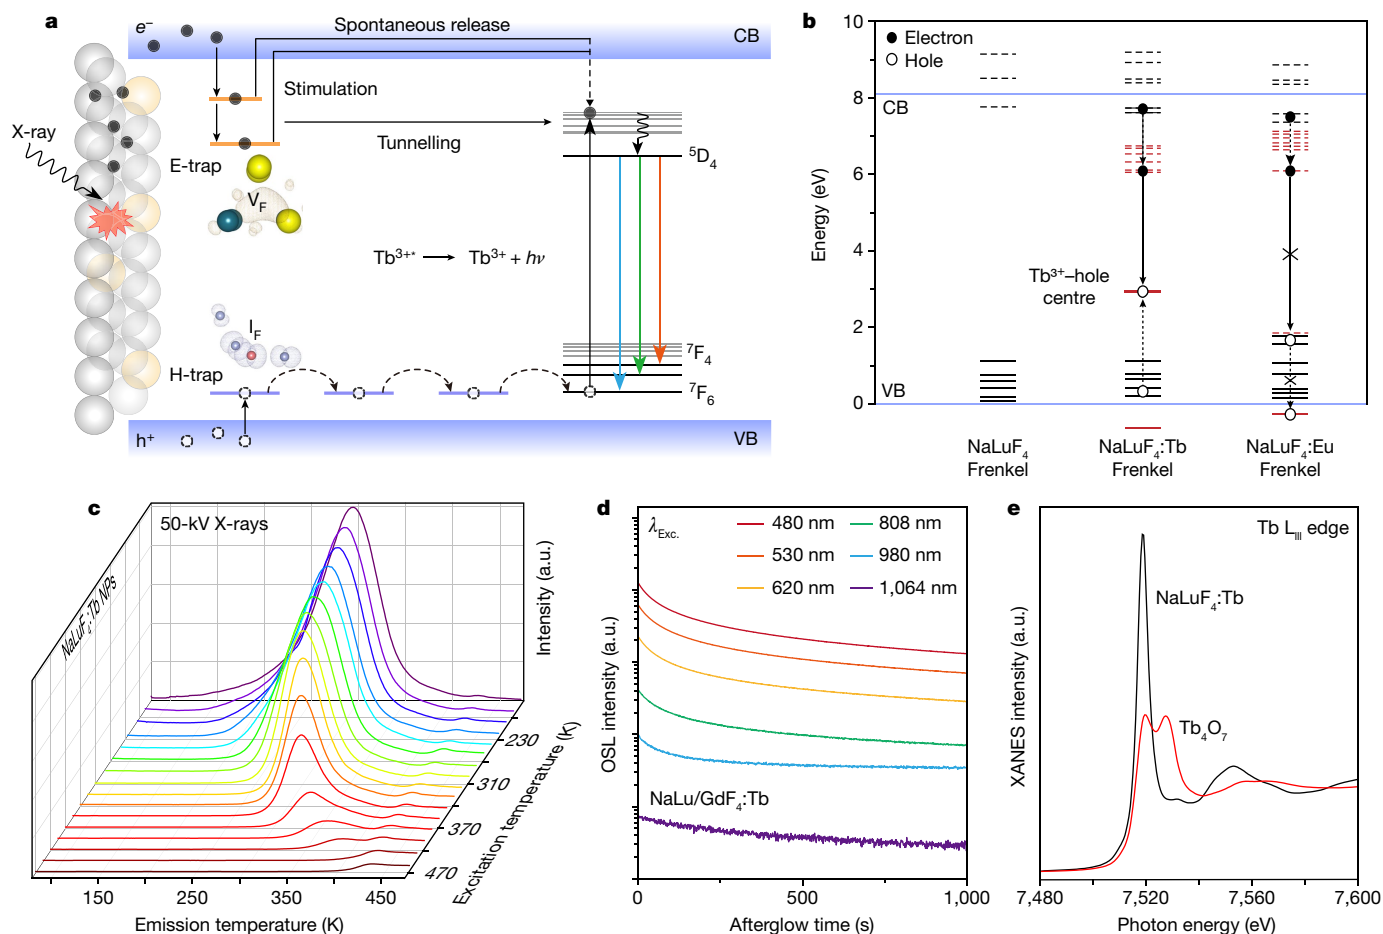 a
e⁻
Spontaneous release
CB
Stimulation
X-ray
Tunnelling
E-trap
⁵D₄
V_F
Tb³⁺* → Tb³⁺ + hν
I_F
⁷F₄
H-trap
⁷F₆
h⁺
VB
b
10
8
6
4
2
0
Energy (eV)
Electron
Hole
CB
Tb³⁺–hole
centre
VB
NaLuF₄
Frenkel
NaLuF₄:Tb
Frenkel
NaLuF₄:Eu
Frenkel
c
50-kV X-rays
NaLuF₄:Tb NPs
Intensity (a.u.)
230
310
370
470
Excitation temperature (K)
150
250
350
450
Emission temperature (K)
d
λ_Exc.
480 nm
530 nm
620 nm
808 nm
980 nm
1,064 nm
OSL intensity (a.u.)
NaLu/GdF₄:Tb
0
500
1,000
Afterglow time (s)
e
Tb L_III edge
NaLuF₄:Tb
Tb₄O₇
XANES intensity (a.u.)
7,480
7,520
7,560
7,600
Photon energy (eV)